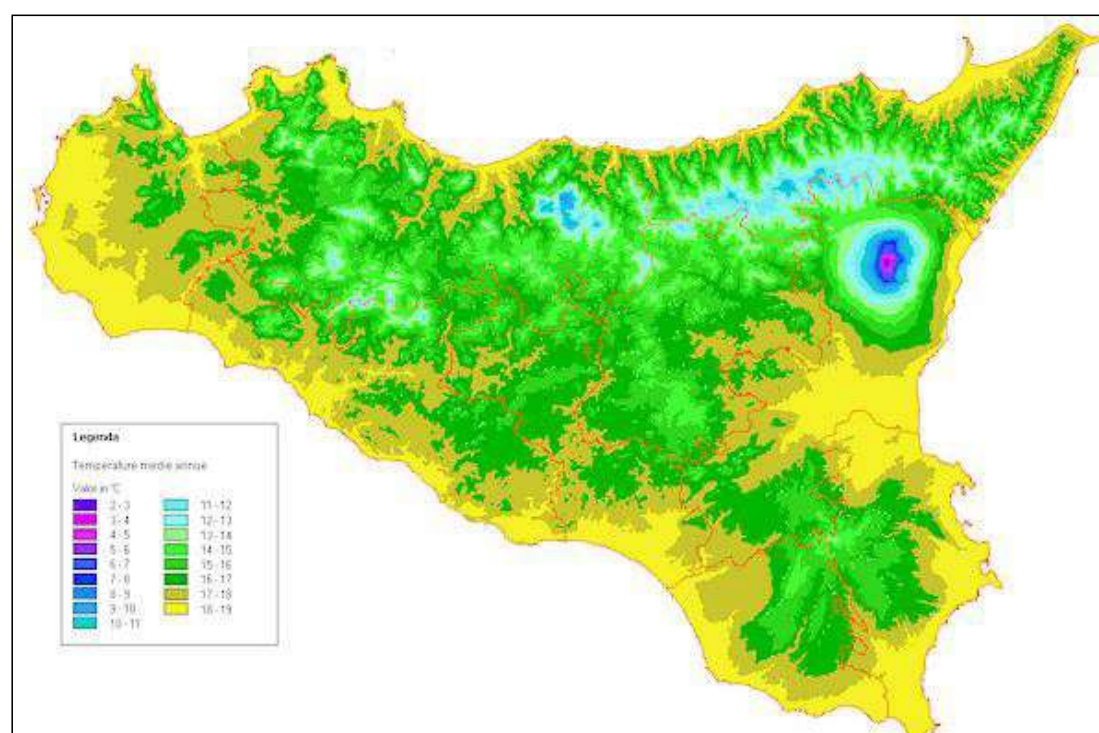 Legenda
Temperature medie annue
Valori in °C
2 - 3
3 - 4
4 - 5
5 - 6
6 - 7
7 - 8
8 - 9
9 - 10
10 - 11
11 - 12
12 - 13
13 - 14
14 - 15
15 - 16
16 - 17
17 - 18
18 - 19